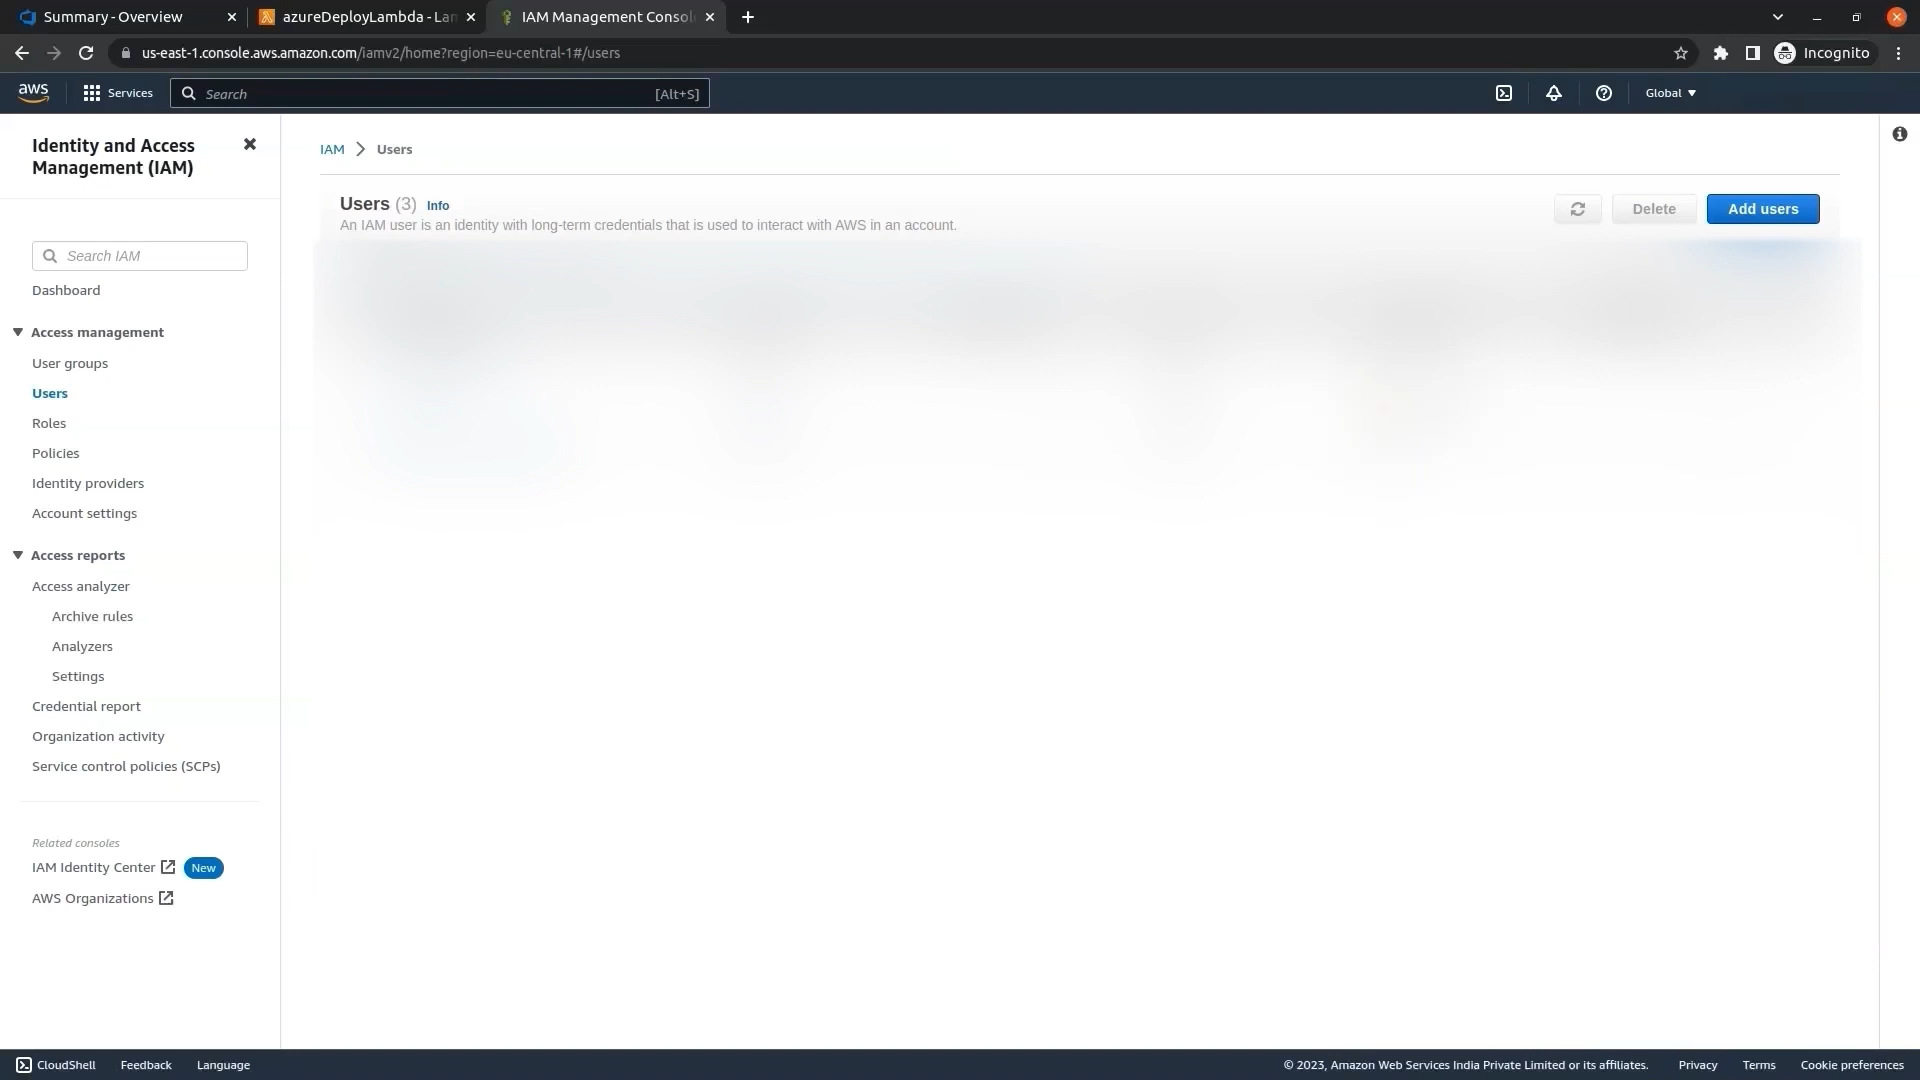 Summary - Overview
azureDeployLambda - Lam
IAM Management Consol
us-east-1.console.aws.amazon.com/iamv2/home?region=eu-central-1#/users
Incognito
aws
Services
Search
[Alt+S]
Global
Identity and Access
Management (IAM)
Search IAM
Dashboard
Access management
User groups
Users
Roles
Policies
Identity providers
Account settings
Access reports
Access analyzer
Archive rules
Analyzers
Settings
Credential report
Organization activity
Service control policies (SCPs)
Related consoles
IAM Identity Center
New
AWS Organizations
IAM
Users
Users (3) Info
An IAM user is an identity with long-term credentials that is used to interact with AWS in an account.
Delete
Add users
CloudShell
Feedback
Language
© 2023, Amazon Web Services India Private Limited or its affiliates.
Privacy
Terms
Cookie preferences